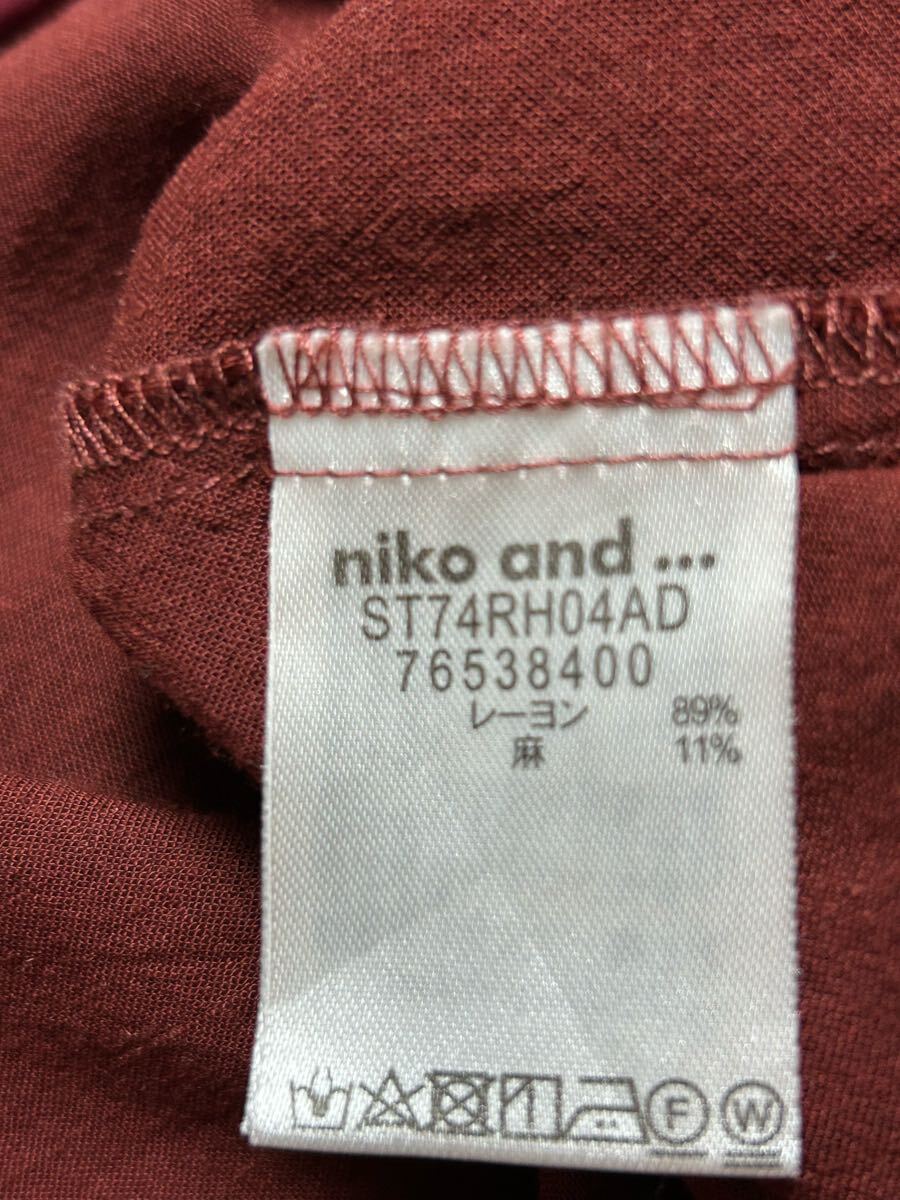 niko and ...
ST74RH04AD
76538400
レーヨン 89%
麻 11%
F W